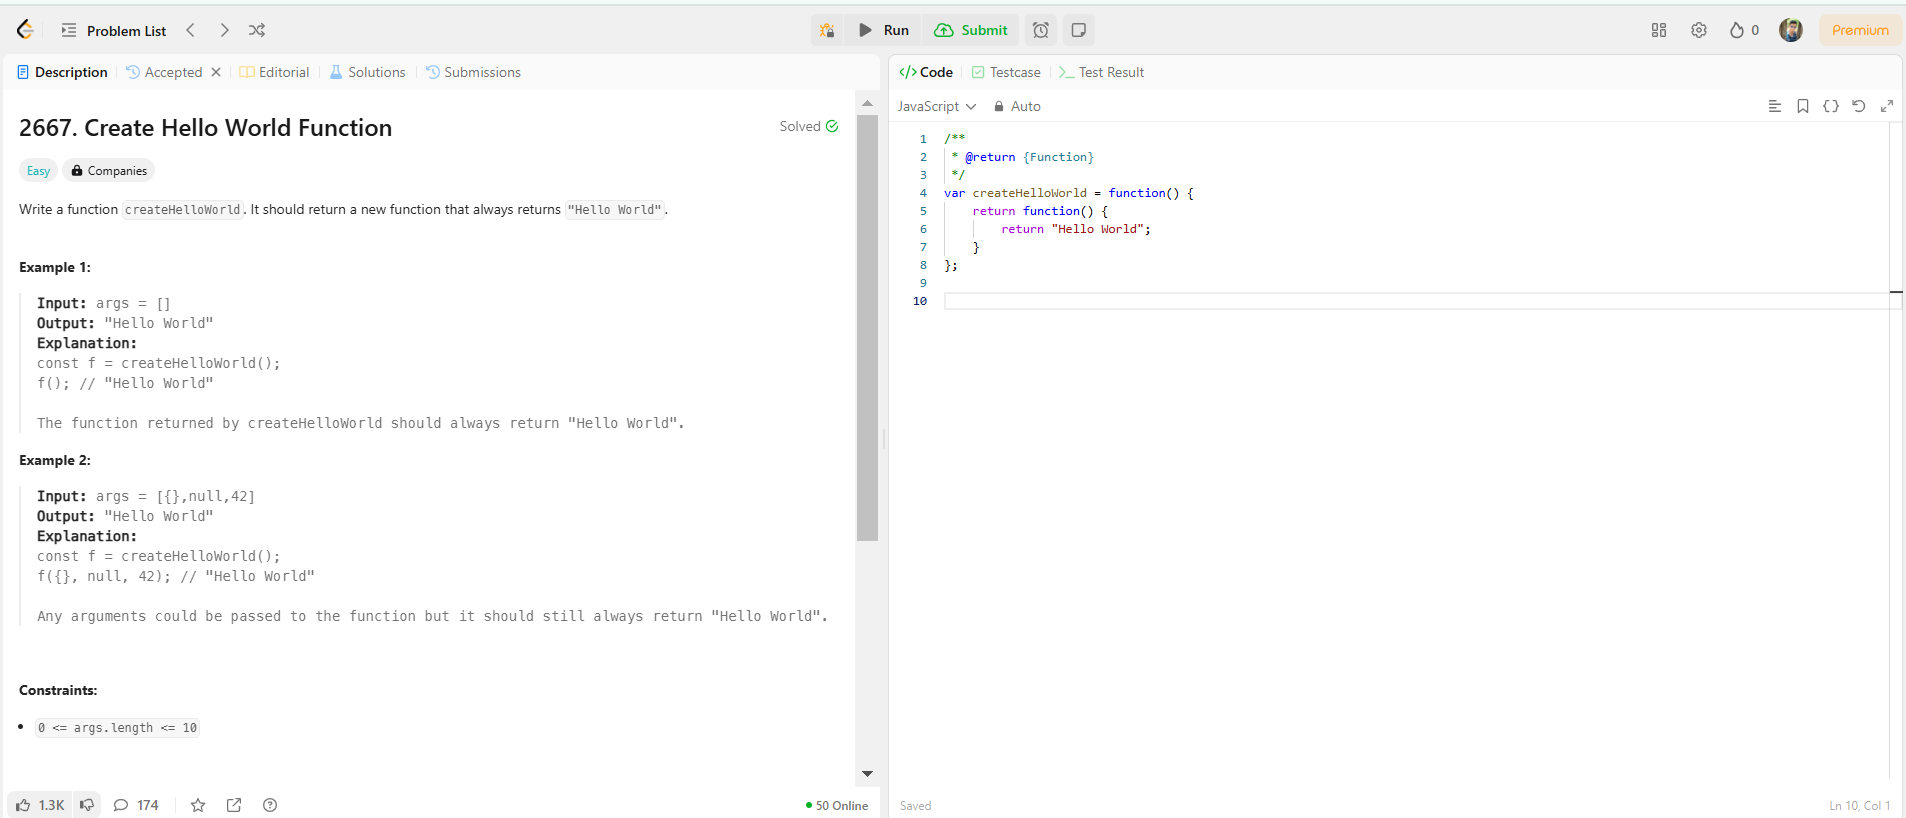 Problem List
Run
Submit
0
Premium
Description
Accepted
Editorial
Solutions
Submissions
2667. Create Hello World Function
Solved
Easy
Companies
Write a function createHelloWorld. It should return a new function that always returns "Hello World".
Example 1:
Input: args = []
Output: "Hello World"
Explanation:
const f = createHelloWorld();
f(); // "Hello World"
The function returned by createHelloWorld should always return "Hello World".
Example 2:
Input: args = [{},null,42]
Output: "Hello World"
Explanation:
const f = createHelloWorld();
f({}, null, 42); // "Hello World"
Any arguments could be passed to the function but it should still always return "Hello World".
Constraints:
0 <= args.length <= 10
1.3K
174
50 Online
Code
Testcase
Test Result
JavaScript
Auto
1 /**
2  * @return {Function}
3  */
4 var createHelloWorld = function() {
5     return function() {
6         return "Hello World";
7     }
8 };
9
10
Saved
Ln 10, Col 1